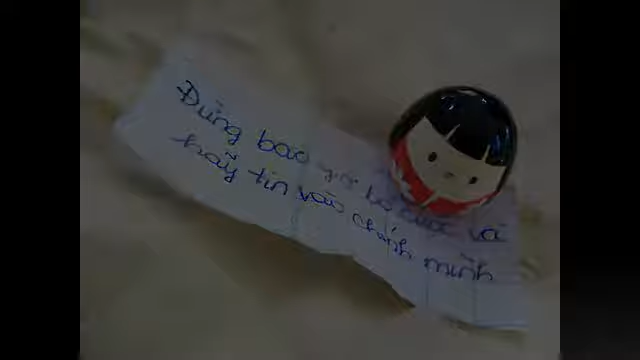 Đừng bao giờ bỏ cuộc và
hãy tin vào chính mình